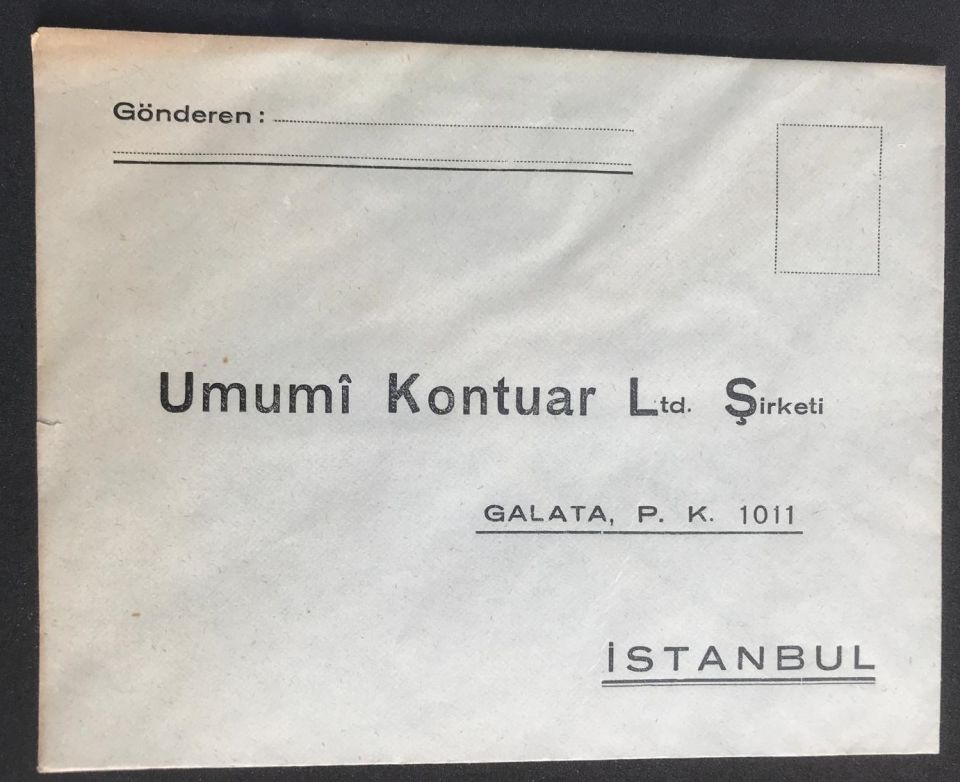 Gönderen :
Umumî Kontuar Ltd. Şirketi
GALATA, P. K. 1011
İSTANBUL